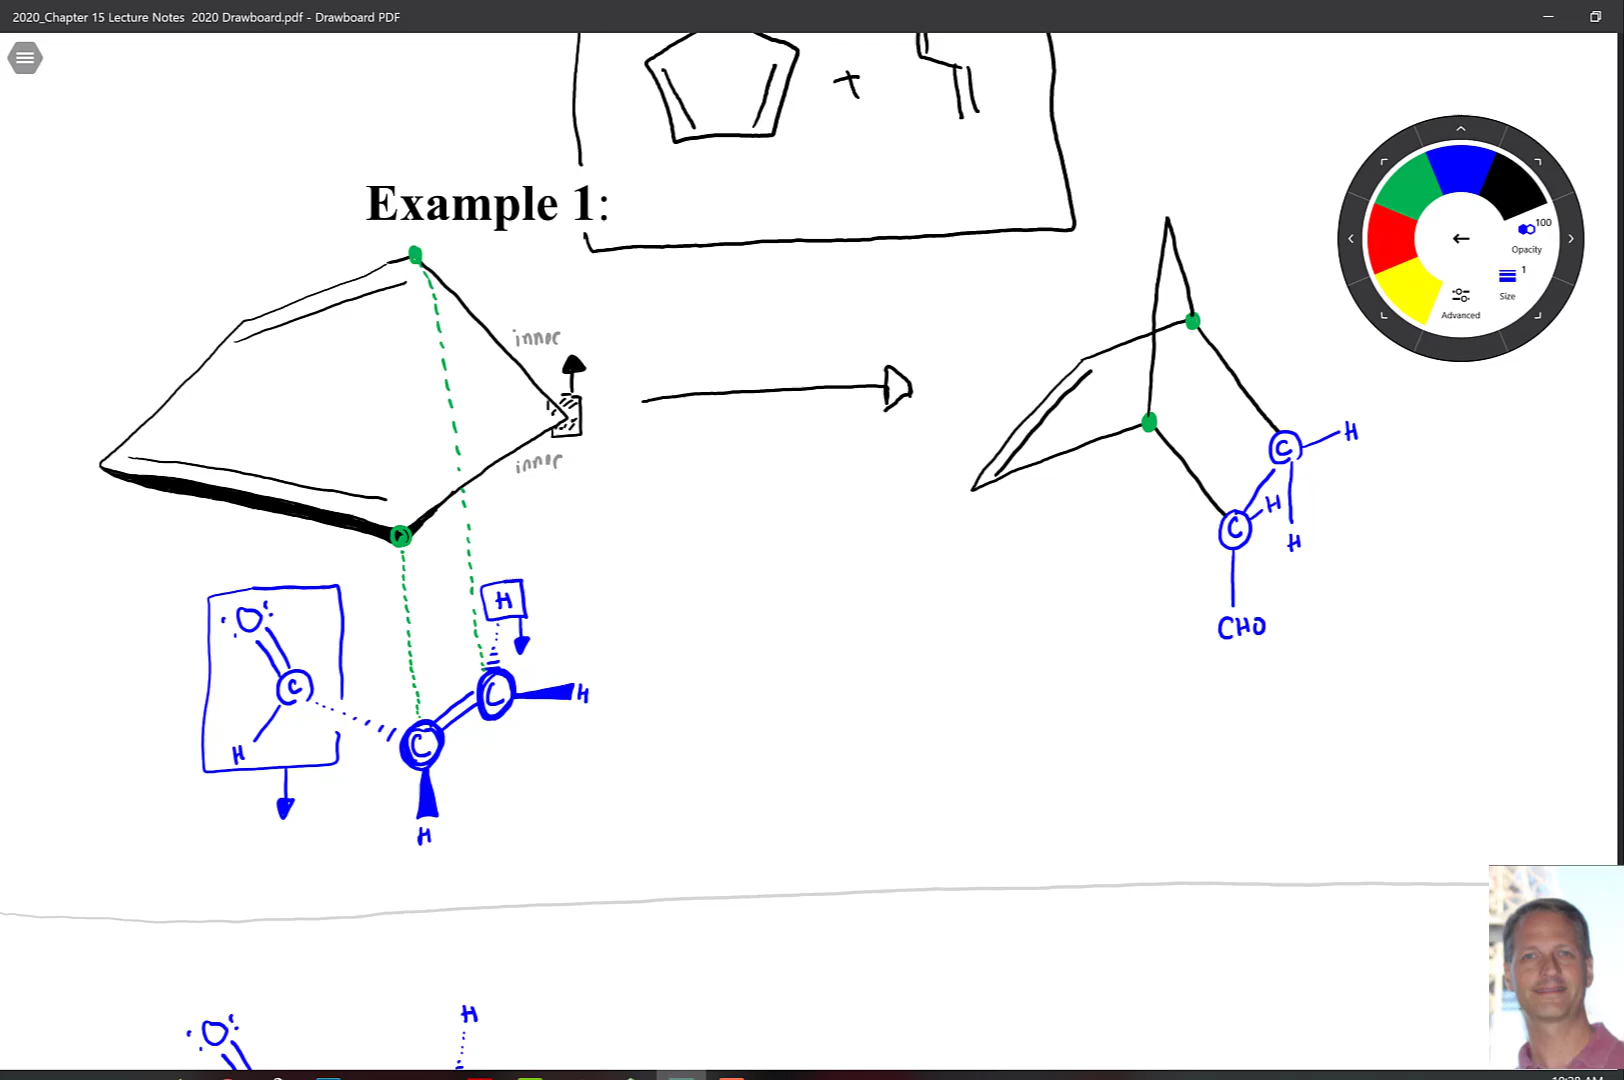 2020_Chapter 15 Lecture Notes 2020 Drawboard.pdf - Drawboard PDF
+
Example 1:
100
Opacity
1
Size
Advanced
inner
inner
C H
C H
H
CHO
:O:
H
C
C H
C
H
H
:O:
H